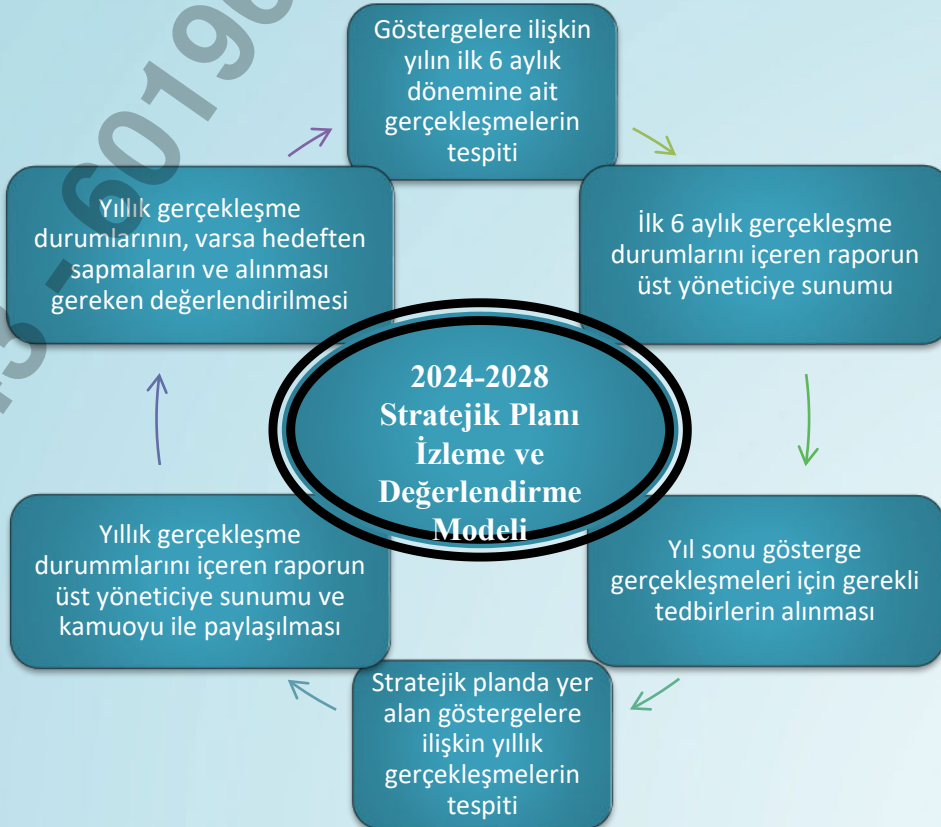 Göstergelere ilişkin
yılın ilk 6 aylık
dönemine ait
gerçekleşmelerin
tespiti
İlk 6 aylık gerçekleşme
durumlarını içeren raporun
üst yöneticiye sunumu
Yıl sonu gösterge
gerçekleşmeleri için gerekli
tedbirlerin alınması
Stratejik planda yer
alan göstergelere
ilişkin yıllık
gerçekleşmelerin
tespiti
Yıllık gerçekleşme
durummlarını içeren raporun
üst yöneticiye sunumu ve
kamuoyu ile paylaşılması
Yıllık gerçekleşme
durumlarının, varsa hedeften
sapmaların ve alınması
gereken değerlendirilmesi
2024-2028
Stratejik Planı
İzleme ve
Değerlendirme
Modeli